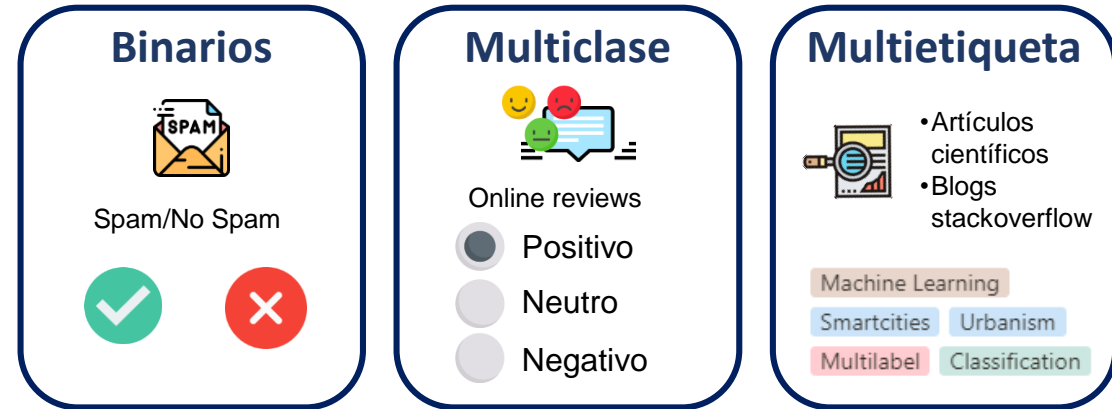 Binarios
SPAM
Spam/No Spam
Multiclase
Online reviews
Positivo
Neutro
Negativo
Multietiqueta
•Artículos
científicos
•Blogs
stackoverflow
Machine Learning
Smartcities Urbanism
Multilabel Classification